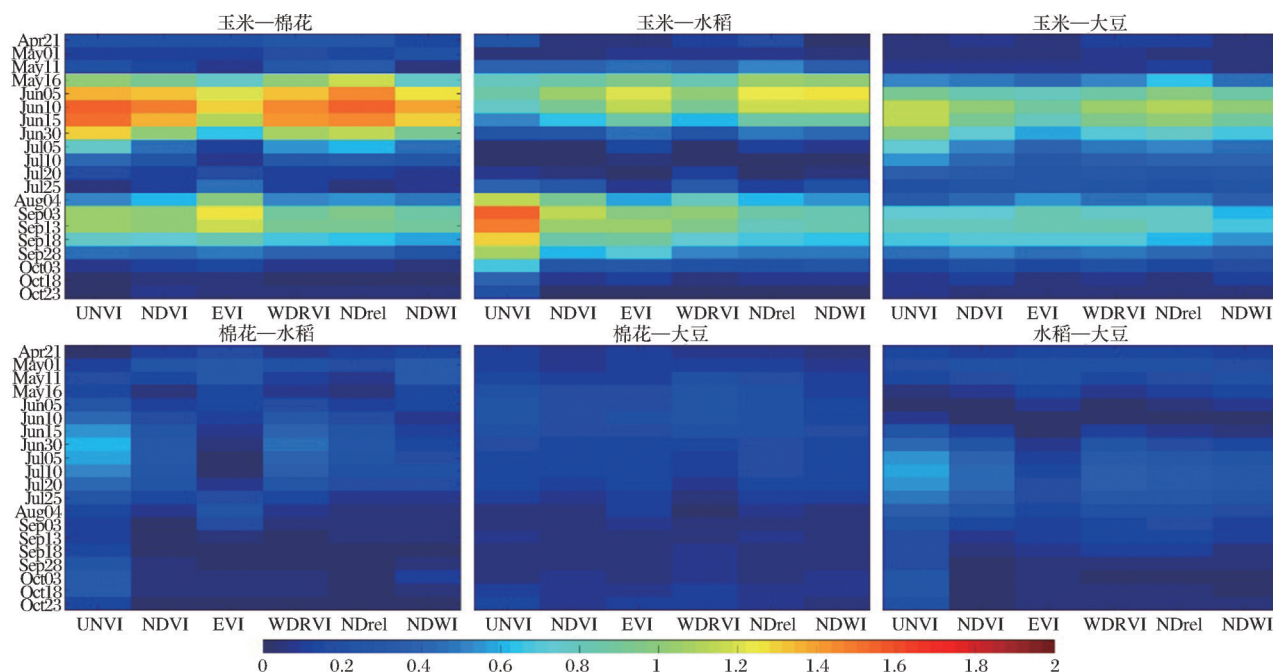 玉米—棉花 玉米—水稻 玉米—大豆
Apr21
May01
May11
May16
Jun05
Jun10
Jun15
Jun30
Jul05
Jul10
Jul20
Jul25
Aug04
Sep03
Sep13
Sep18
Sep28
Oct03
Oct18
Oct23
UNVI NDVI EVI WDRVI NDrel NDWI UNVI NDVI EVI WDRVI NDrel NDWI UNVI NDVI EVI WDRVI NDrel NDWI
棉花—水稻 棉花—大豆 水稻—大豆
Apr21
May01
May11
May16
Jun05
Jun10
Jun15
Jun30
Jul05
Jul10
Jul20
Jul25
Aug04
Sep03
Sep13
Sep18
Sep28
Oct03
Oct18
Oct23
UNVI NDVI EVI WDRVI NDrel NDWI UNVI NDVI EVI WDRVI NDrel NDWI UNVI NDVI EVI WDRVI NDrel NDWI
0 0.2 0.4 0.6 0.8 1 1.2 1.4 1.6 1.8 2